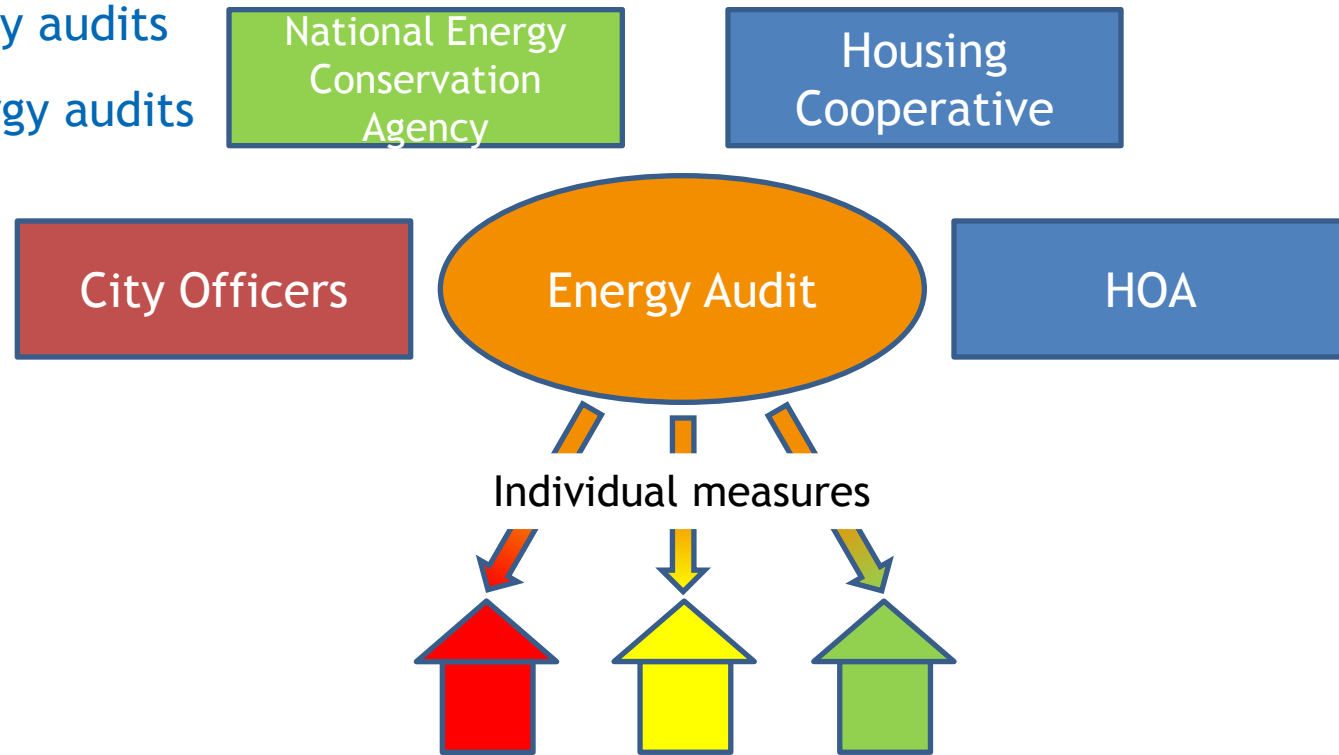 y audits
gy audits
National Energy
Conservation
Agency
Housing
Cooperative
City Officers
Energy Audit
HOA
Individual measures